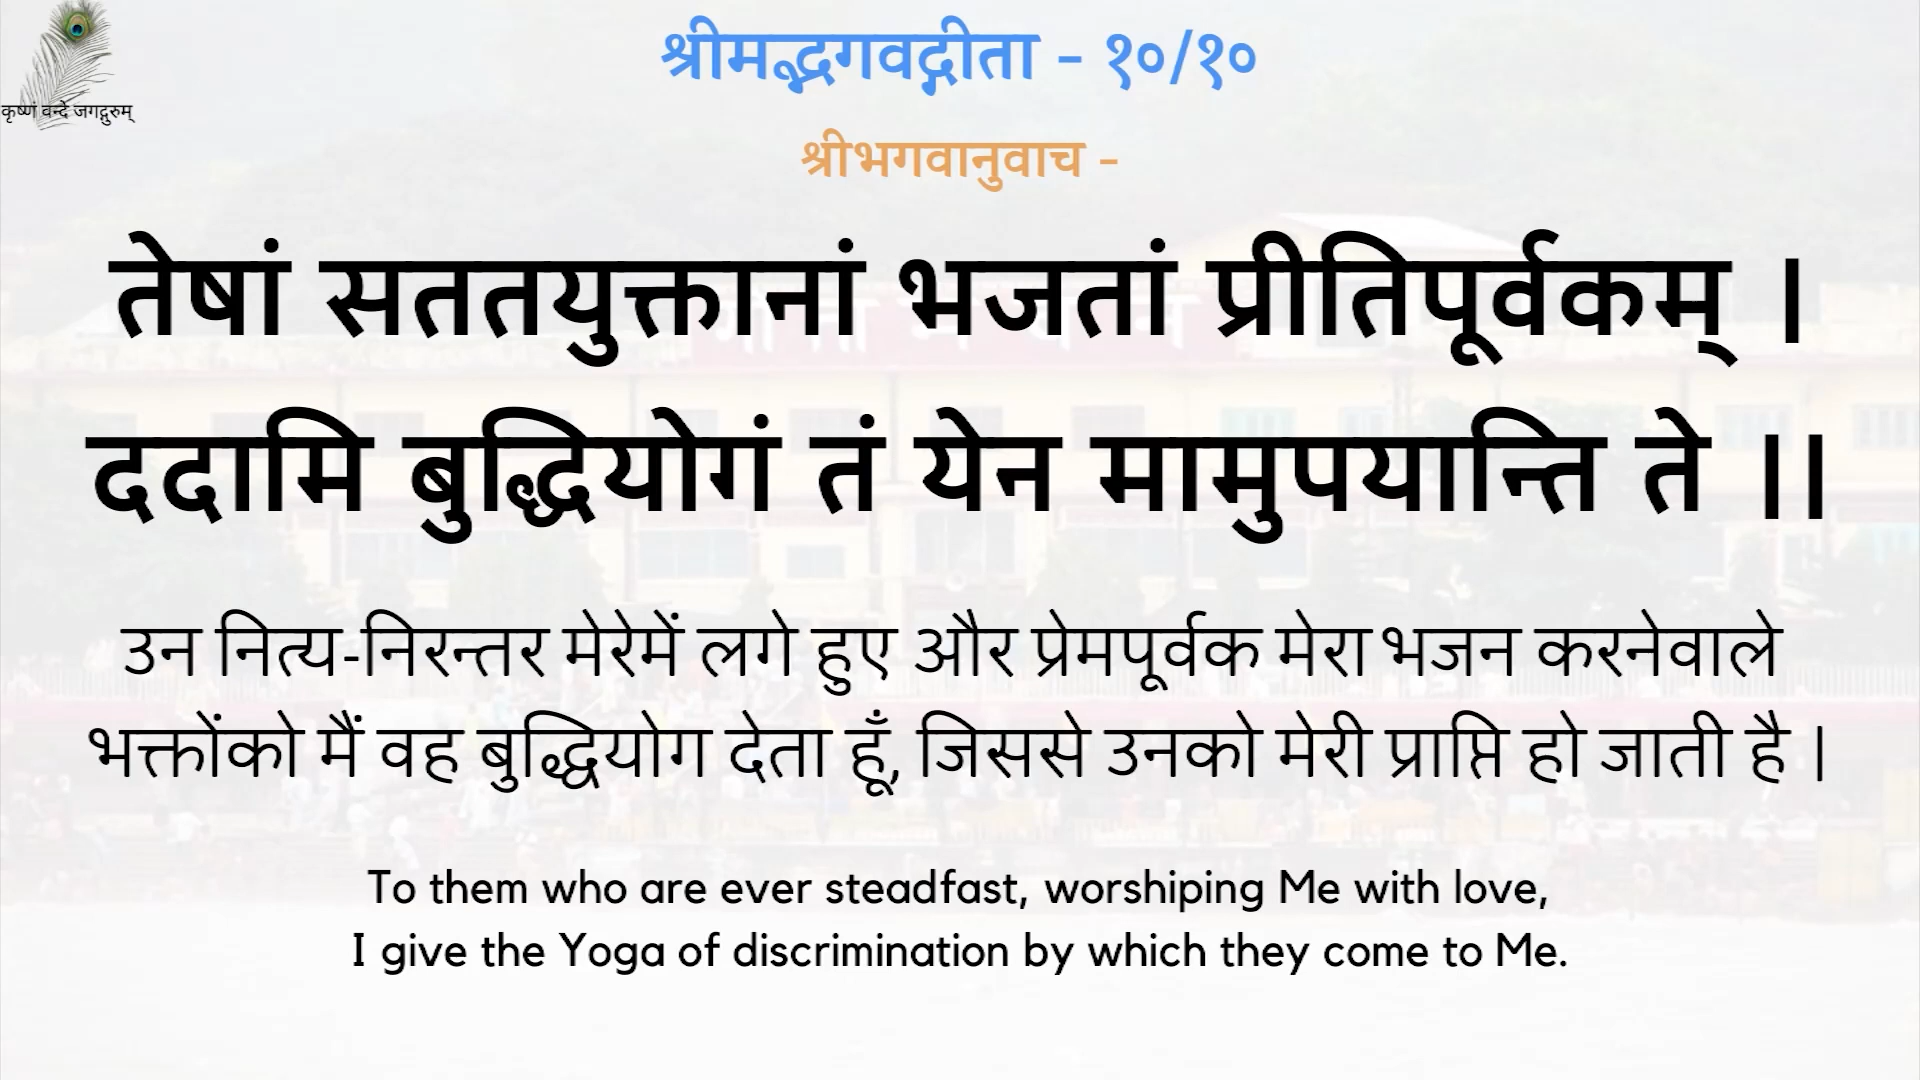 श्रीमद्भगवद्गीता - १०/१०
कृष्णं वन्दे जगद्गुरुम्
श्रीभगवानुवाच -
तेषां सततयुक्तानां भजतां प्रीतिपूर्वकम् ।
ददामि बुद्धियोगं तं येन मामुपयान्ति ते ।।
उन नित्य-निरन्तर मेरेमें लगे हुए और प्रेमपूर्वक मेरा भजन करनेवाले
भक्तोंको मैं वह बुद्धियोग देता हूँ, जिससे उनको मेरी प्राप्ति हो जाती है ।
To them who are ever steadfast, worshiping Me with love,
I give the Yoga of discrimination by which they come to Me.